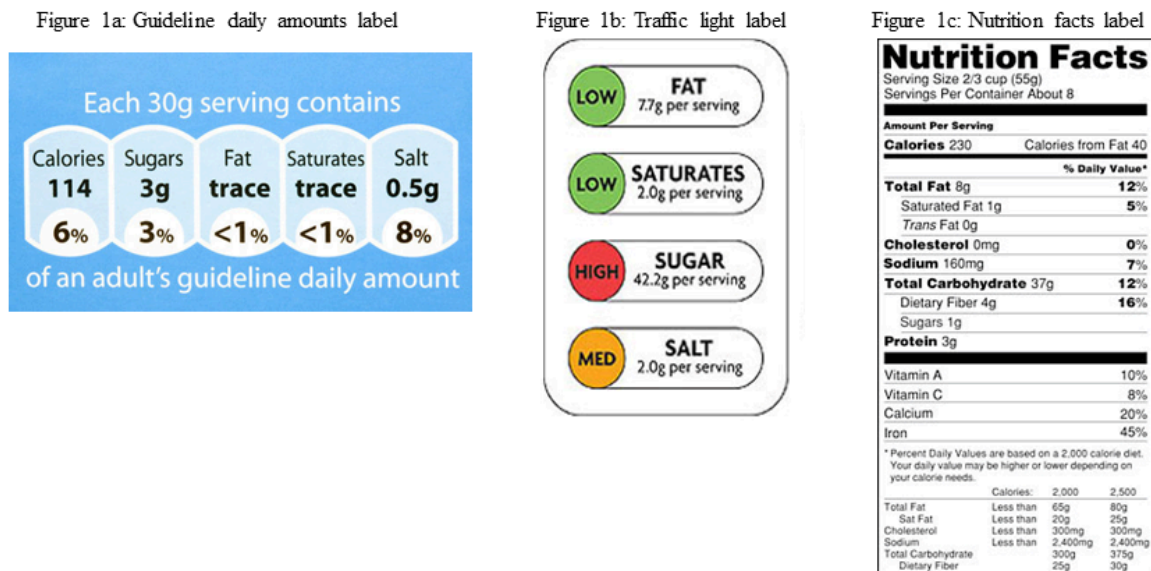 Figure 1a: Guideline daily amounts label
Each 30g serving contains
Calories Sugars Fat Saturates Salt
114 3g trace trace 0.5g
6% 3% <1% <1% 8%
of an adult's guideline daily amount
Figure 1b: Traffic light label
LOW FAT
7.7g per serving
LOW SATURATES
2.0g per serving
HIGH SUGAR
42.2g per serving
MED SALT
2.0g per serving
Figure 1c: Nutrition facts label
Nutrition Facts
Serving Size 2/3 cup (55g)
Servings Per Container About 8
Amount Per Serving
Calories 230 Calories from Fat 40
% Daily Value*
Total Fat 8g 12%
Saturated Fat 1g 5%
Trans Fat 0g
Cholesterol 0mg 0%
Sodium 160mg 7%
Total Carbohydrate 37g 12%
Dietary Fiber 4g 16%
Sugars 1g
Protein 3g
Vitamin A 10%
Vitamin C 8%
Calcium 20%
Iron 45%
* Percent Daily Values are based on a 2,000 calorie diet.
Your daily value may be higher or lower depending on
your calorie needs.
Calories: 2,000 2,500
Total Fat Less than 65g 80g
Sat Fat Less than 20g 25g
Cholesterol Less than 300mg 300mg
Sodium Less than 2,400mg 2,400mg
Total Carbohydrate 300g 375g
Dietary Fiber 25g 30g